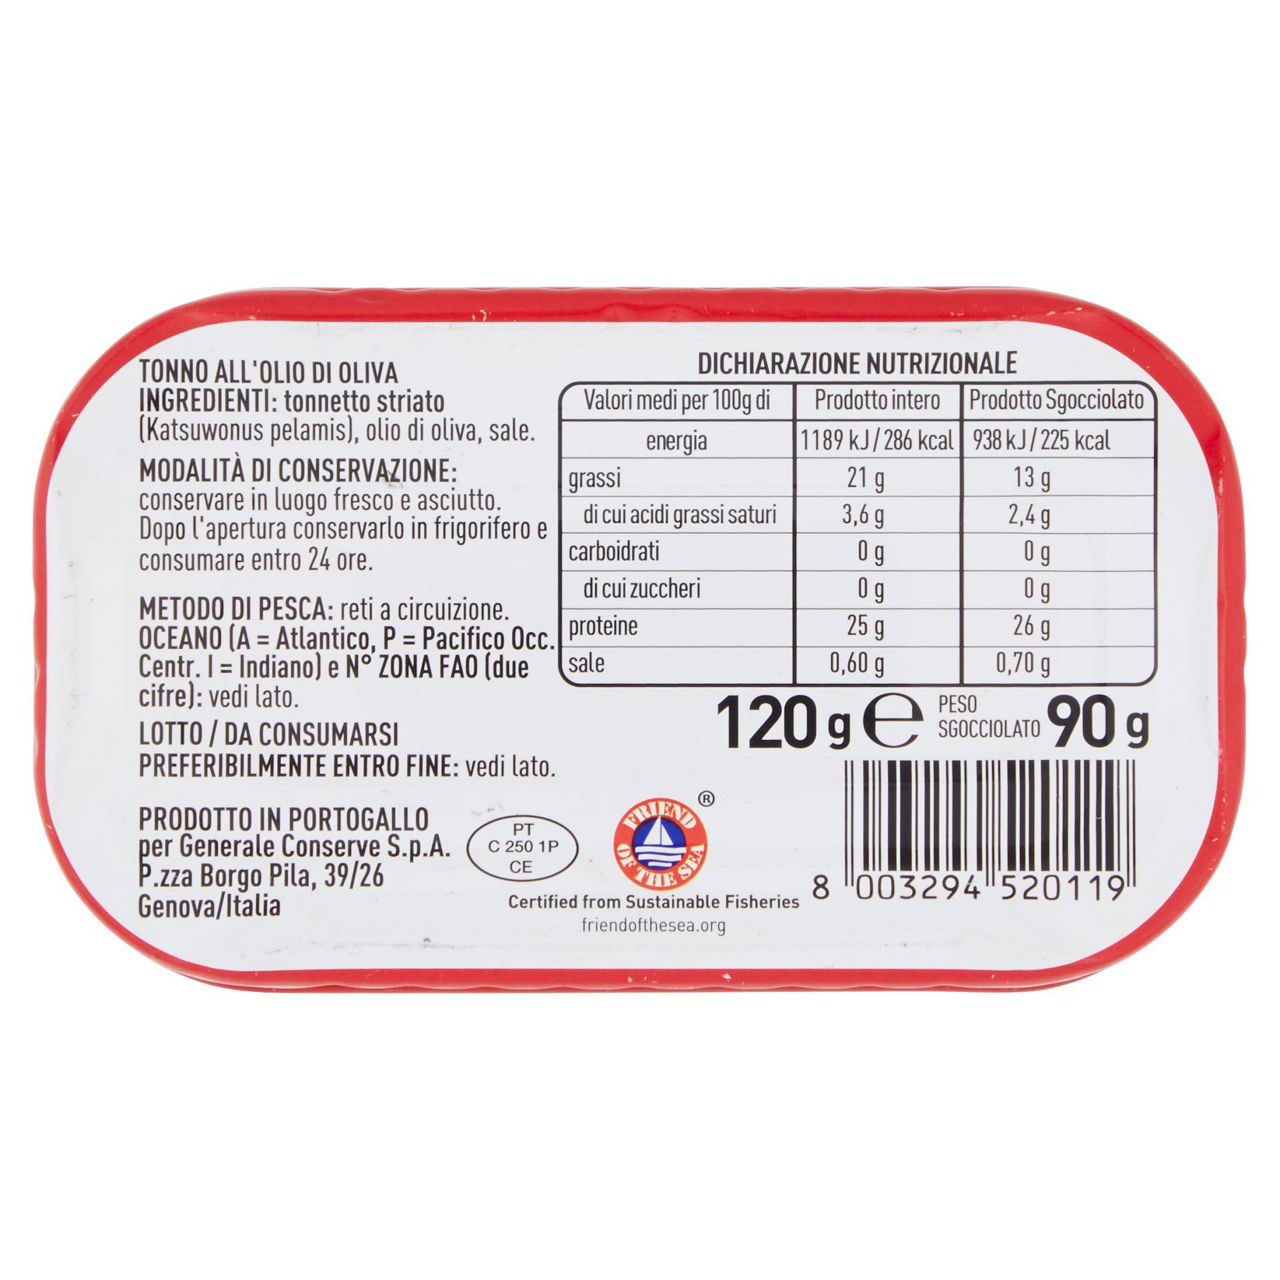 TONNO ALL'OLIO DI OLIVA
INGREDIENTI: tonnetto striato
(Katsuwonus pelamis), olio di oliva, sale.
MODALITÀ DI CONSERVAZIONE:
conservare in luogo fresco e asciutto.
Dopo l'apertura conservarlo in frigorifero e
consumare entro 24 ore.
METODO DI PESCA: reti a circuizione.
OCEANO (A = Atlantico, P = Pacifico Occ.
Centr. I = Indiano) e N° ZONA FAO (due
cifre): vedi lato.
LOTTO / DA CONSUMARSI
PREFERIBILMENTE ENTRO FINE: vedi lato.
PRODOTTO IN PORTOGALLO
per Generale Conserve S.p.A.
P.zza Borgo Pila, 39/26
Genova/Italia
PT
C 250 1P
CE
FRIEND
OF THE SEA
®
Certified from Sustainable Fisheries
friendofthesea.org
DICHIARAZIONE NUTRIZIONALE
Valori medi per 100g di Prodotto intero Prodotto Sgocciolato
energia 1189 kJ/286 kcal 938 kJ/225 kcal
grassi 21 g 13 g
di cui acidi grassi saturi 3,6 g 2,4 g
carboidrati 0 g 0 g
di cui zuccheri 0 g 0 g
proteine 25 g 26 g
sale 0,60 g 0,70 g
120 g ℮ PESO SGOCCIOLATO 90 g
8 003294 520119